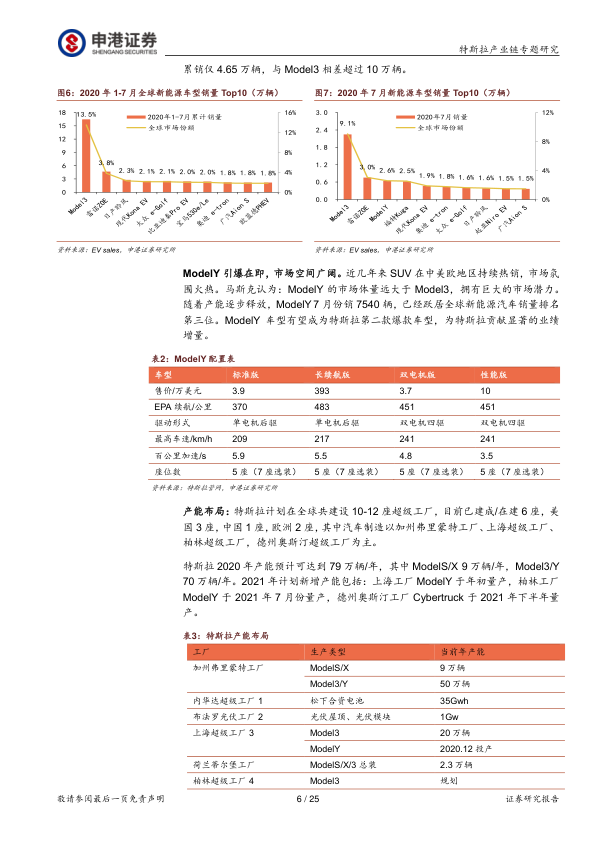 申港证券
SHENGANG SECURITIES
特斯拉产业链专题研究
累销仅 4.65 万辆，与 Model3 相差超过 10 万辆。
图6：2020 年 1-7 月全球新能源车型销量 Top10（万辆）
2020年1-7月累计销量
全球市场份额
18
15
12
9
6
3
0
16%
12%
8%
4%
0%
13.5%
3.8%
2.3%
2.1%
2.1%
2.0%
2.0%
1.8%
1.8%
1.8%
Model3
雷诺ZOE
日产聆风
现代Kona EV
大众 e-Golf
比亚迪秦Pro EV
宝马530e/Le
奥迪 e-tron
广汽Aion S
欧蓝德PHEV
资料来源：EV sales，申港证券研究所
图7：2020 年 7 月新能源车型销量 Top10（万辆）
2020年7月销量
全球市场份额
3.0
2.4
1.8
1.2
0.6
0.0
12%
8%
4%
0%
9.1%
3.0%
2.6%
2.5%
1.9%
1.8%
1.6%
1.6%
1.5%
1.5%
Model3
雷诺ZOE
ModelY
福特Kuga
现代Kona EV
奥迪 e-tron
大众 e-Golf
日产聆风
起亚Niro EV
广汽Aion S
资料来源：EV sales，申港证券研究所
ModelY 引爆在即，市场空间广阔。近几年来 SUV 在中美欧地区持续热销，市场氛
围火热。马斯克认为：ModelY 的市场体量远大于 Model3，拥有巨大的市场潜力。
随着产能逐步释放，ModelY 7 月份销 7540 辆，已经跃居全球新能源汽车销量排名
第三位。ModelY 车型有望成为特斯拉第二款爆款车型，为特斯拉贡献显著的业绩
增量。
表2：ModelY 配置表
车型 标准版 长续航版 双电机版 性能版
售价/万美元 3.9 393 3.7 10
EPA 续航/公里 370 483 451 451
驱动形式 单电机后驱 单电机后驱 双电机四驱 双电机四驱
最高车速/km/h 209 217 241 241
百公里加速/s 5.9 5.5 4.8 3.5
座位数 5 座（7 座选装） 5 座（7 座选装） 5 座（7 座选装） 5 座（7 座选装）
资料来源：特斯拉官网，申港证券研究所
产能布局：特斯拉计划在全球共建设 10-12 座超级工厂，目前已建成/在建 6 座，美
国 3 座，中国 1 座，欧洲 2 座，其中汽车制造以加州弗里蒙特工厂、上海超级工厂、
柏林超级工厂，德州奥斯汀超级工厂为主。
特斯拉 2020 年产能预计可达到 79 万辆/年，其中 ModelS/X 9 万辆/年，Model3/Y
70 万辆/年。2021 年计划新增产能包括：上海工厂 ModelY 于年初量产，柏林工厂
ModelY 于 2021 年 7 月份量产，德州奥斯汀工厂 Cybertruck 于 2021 年下半年量
产。
表3：特斯拉产能布局
工厂 生产类型 当前年产能
加州弗里蒙特工厂 ModelS/X 9 万辆
Model3/Y 50 万辆
内华达超级工厂 1 松下合资电池 35Gwh
布法罗光伏工厂 2 光伏屋顶、光伏模块 1Gw
上海超级工厂 3 Model3 20 万辆
ModelY 2020.12 投产
荷兰蒂尔堡工厂 ModelS/X/3 总装 2.3 万辆
柏林超级工厂 4 Model3 规划
敬请参阅最后一页免责声明
6 / 25
证券研究报告